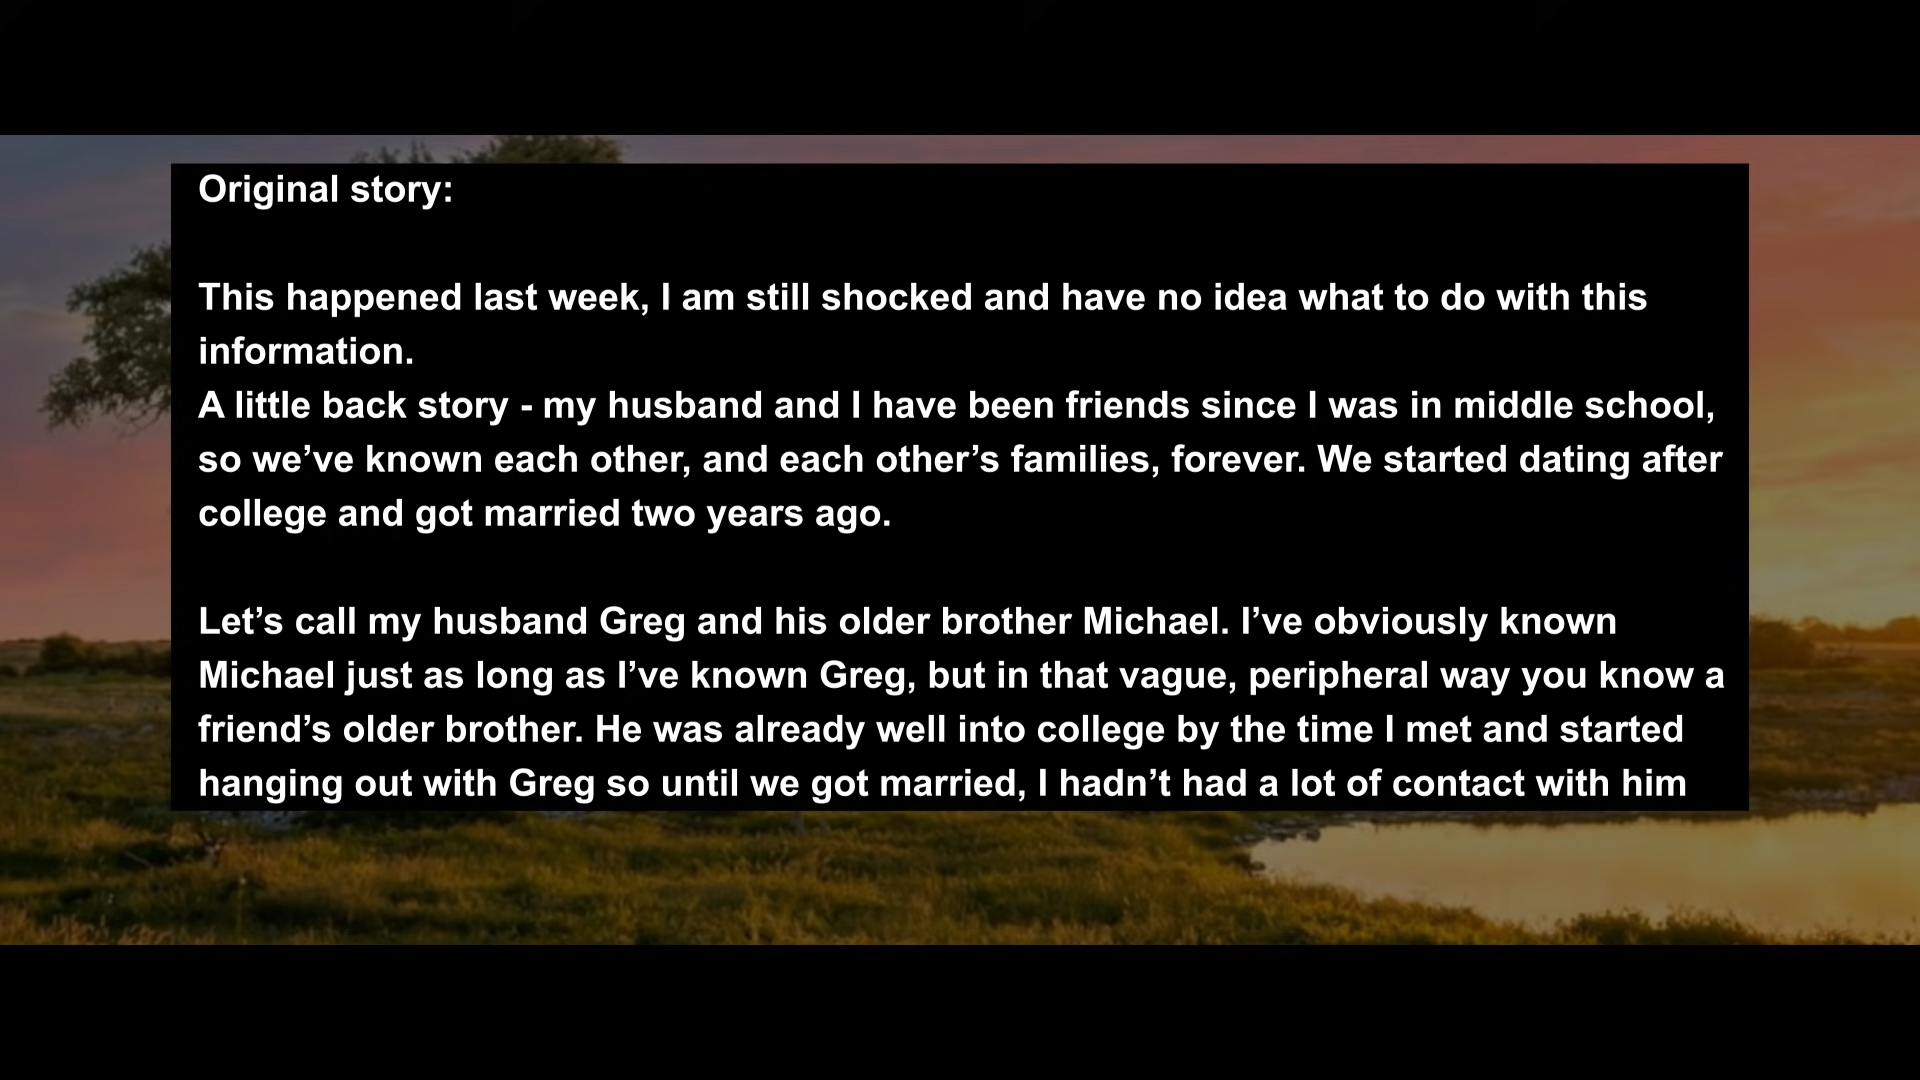 Original story:
This happened last week, I am still shocked and have no idea what to do with this
information.
A little back story - my husband and I have been friends since I was in middle school,
so we’ve known each other, and each other’s families, forever. We started dating after
college and got married two years ago.
Let’s call my husband Greg and his older brother Michael. I’ve obviously known
Michael just as long as I’ve known Greg, but in that vague, peripheral way you know a
friend’s older brother. He was already well into college by the time I met and started
hanging out with Greg so until we got married, I hadn’t had a lot of contact with him